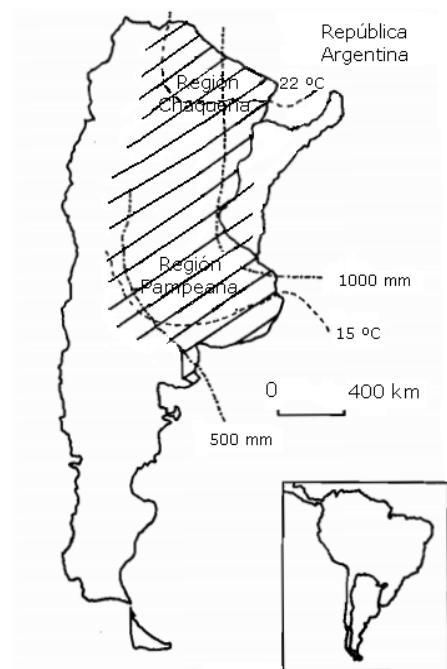 República
Argentina
Región
Chaqueña
22 ºC
Región
Pampeana
1000 mm
15 ºC
0 400 km
500 mm